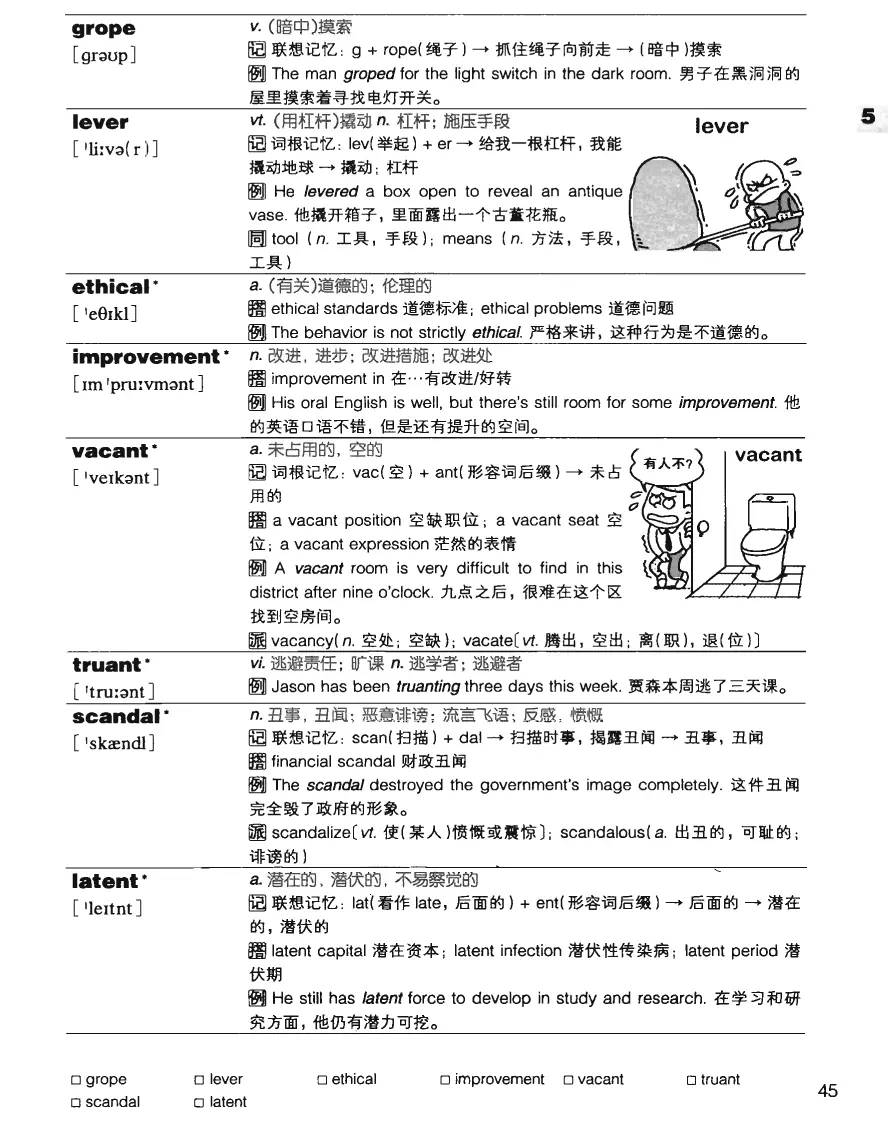 grope v. (暗中)摸索
[grəʊp] 记 联想记忆：g + rope(绳子) → 抓住绳子向前走 → (暗中)摸索
例 The man groped for the light switch in the dark room. 男子在黑洞洞的
屋里摸索着寻找电灯开关。
5
lever vt. (用杠杆)撬动 n. 杠杆；施压手段
[ˈliːvə(r)] 记 词根记忆：lev(举起) + er → 给我一根杠杆，我能
撬动地球 → 撬动；杠杆
例 He levered a box open to reveal an antique
vase. 他撬开箱子，里面露出一个古董花瓶。
同 tool (n. 工具，手段)；means (n. 方法，手段，
工具)
lever
ethical* a. (有关)道德的；伦理的
[ˈeθɪkl] 搭 ethical standards 道德标准；ethical problems 道德问题
例 The behavior is not strictly ethical. 严格来讲，这种行为是不道德的。
improvement* n. 改进，进步；改进措施；改进处
[ɪmˈpruːvmənt] 搭 improvement in 在…有改进/好转
例 His oral English is well, but there's still room for some improvement. 他
的英语口语不错，但是还有提升的空间。
vacant* a. 未占用的，空的
[ˈveɪkənt] 记 词根记忆：vac(空) + ant(形容词后缀) → 未占
用的
搭 a vacant position 空缺职位；a vacant seat 空
位；a vacant expression 茫然的表情
例 A vacant room is very difficult to find in this
district after nine o'clock. 九点之后，很难在这个区
找到空房间。
派 vacancy(n. 空处；空缺)；vacate〔vt. 腾出，空出；离(职)，退(位)〕
有人不?
vacant
truant* vi. 逃避责任；旷课 n. 逃学者；逃避者
[ˈtruːənt] 例 Jason has been truanting three days this week. 贾森本周逃了三天课。
scandal* n. 丑事，丑闻；恶意诽谤；流言飞语；反感，愤慨
[ˈskændl] 记 联想记忆：scan(扫描) + dal → 扫描时事，揭露丑闻 → 丑事，丑闻
搭 financial scandal 财政丑闻
例 The scandal destroyed the government's image completely. 这件丑闻
完全毁了政府的形象。
派 scandalize〔vt. 使(某人)愤慨或震惊〕；scandalous(a. 出丑的，可耻的；
诽谤的)
latent* a. 潜在的，潜伏的，不易察觉的
[ˈleɪtnt] 记 联想记忆：lat(看作 late，后面的) + ent(形容词后缀) → 后面的 → 潜在
的，潜伏的
搭 latent capital 潜在资本；latent infection 潜伏性传染病；latent period 潜
伏期
例 He still has latent force to develop in study and research. 在学习和研
究方面，他仍有潜力可挖。
□ grope □ lever □ ethical □ improvement □ vacant □ truant
□ scandal □ latent
45